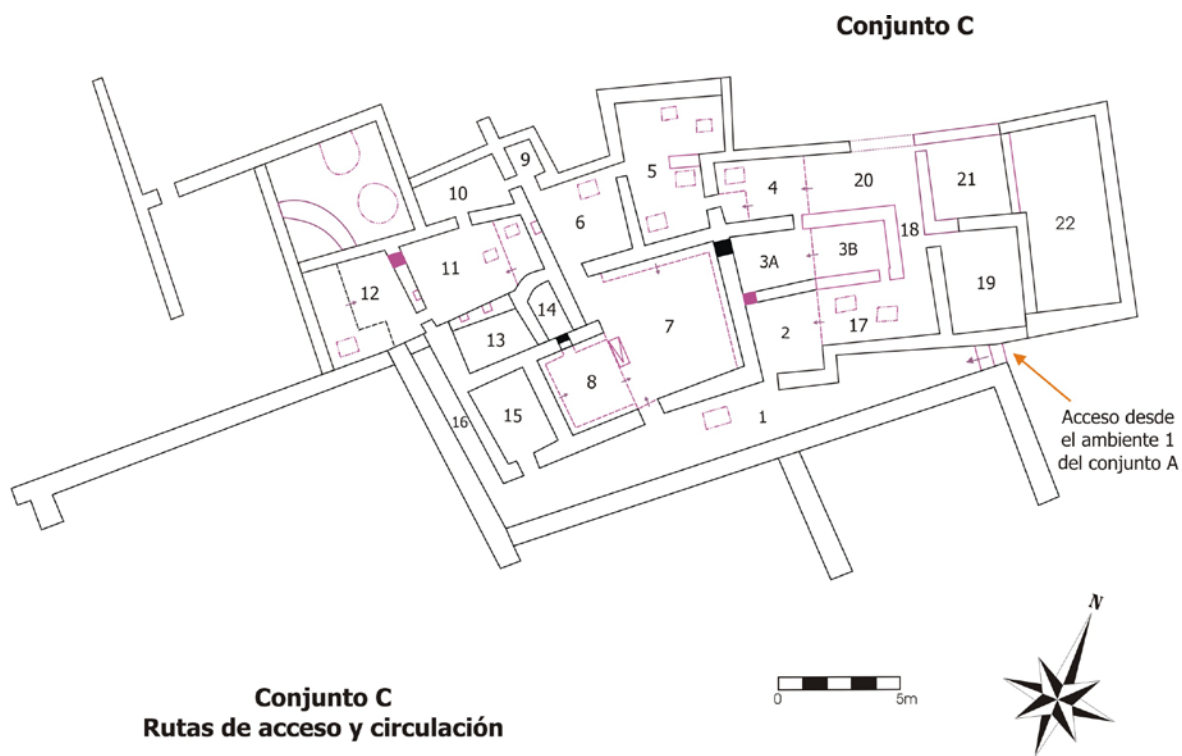 Conjunto C
5
9
10
4
20
21
6
22
18
11
3A
3B
12
19
14
7
17
2
13
8
15
16
1
Acceso desde
el ambiente 1
del conjunto A
N
0
5m
Conjunto C
Rutas de acceso y circulación